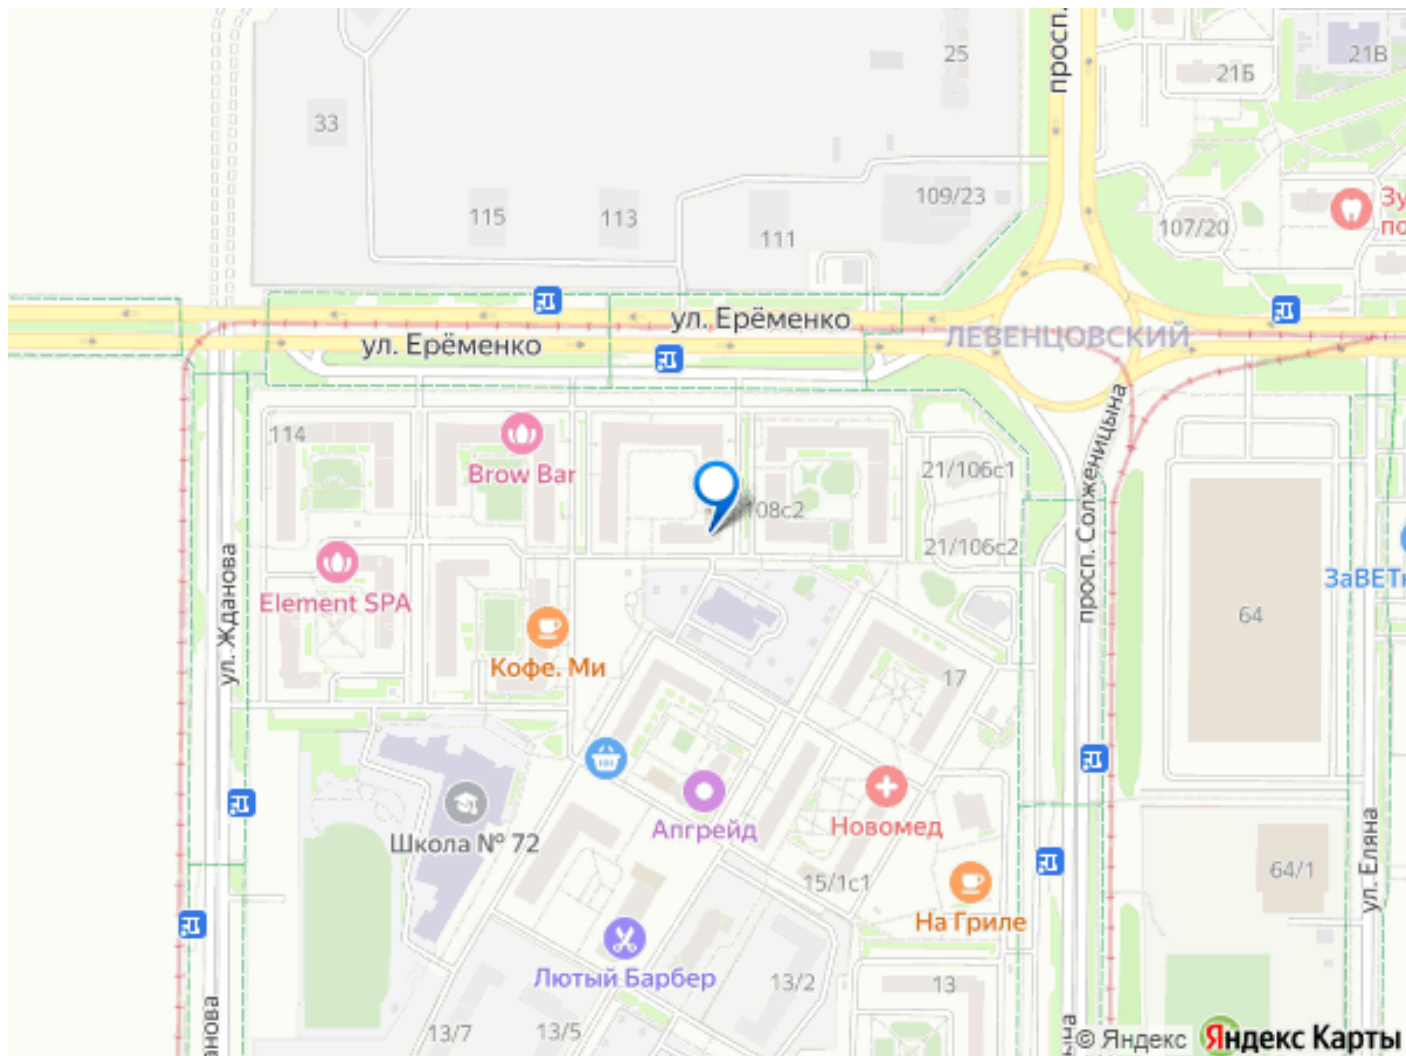 просп.
25
21Б
21В
33
109/23
115
113
111
107/20
Зу
по
ул. Ерёменко
ЛЕВЕНЦОВСКИЙ
ул. Ерёменко
114
Brow Bar
21/106с1
108с2
21/106с2
просп. Солженицына
ул. Жданова
Element SPA
ЗаВЕТн
64
Кофе. Ми
17
Школа № 72
Апгрейд
Новомед
15/1с1
64/1
ул. Еляна
На Гриле
Лютый Барбер
13/2
13
13/7
13/5
анова
ына
© Яндекс Яндекс Карты